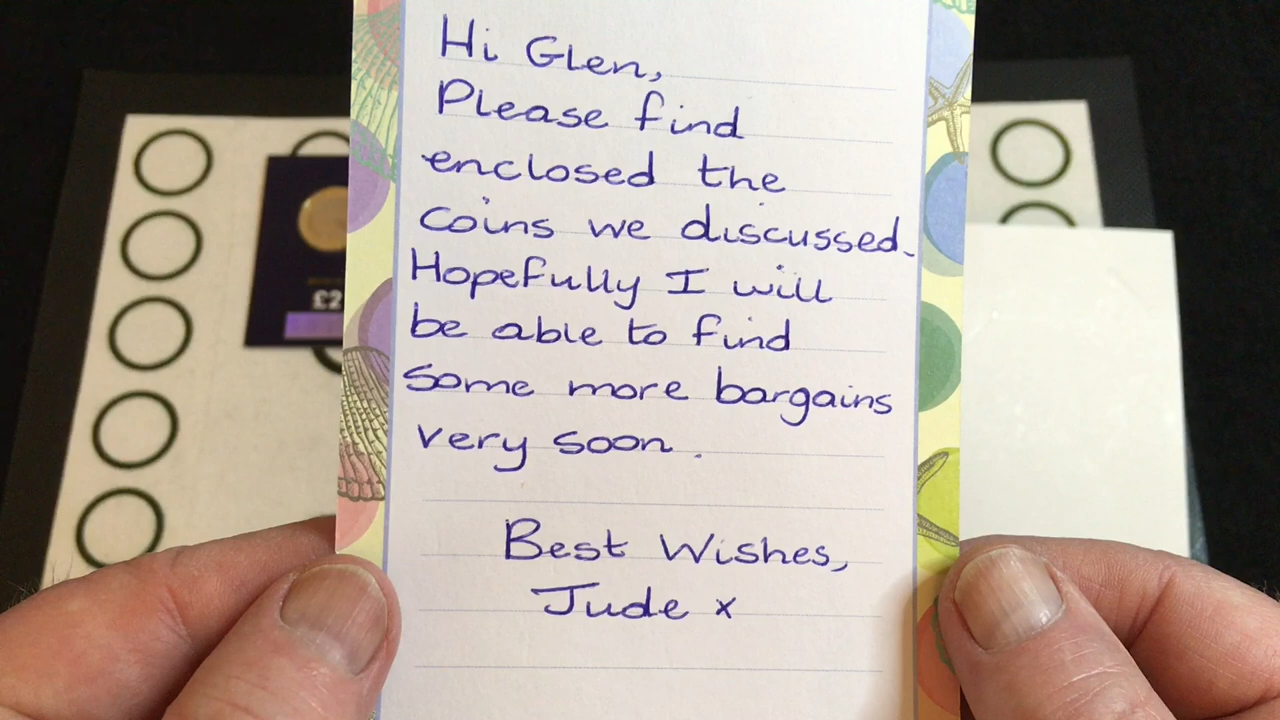 Hi Glen,
Please find
enclosed the
coins we discussed.
Hopefully I will
be able to find
some more bargains
very soon.
Best Wishes,
Jude x
£2